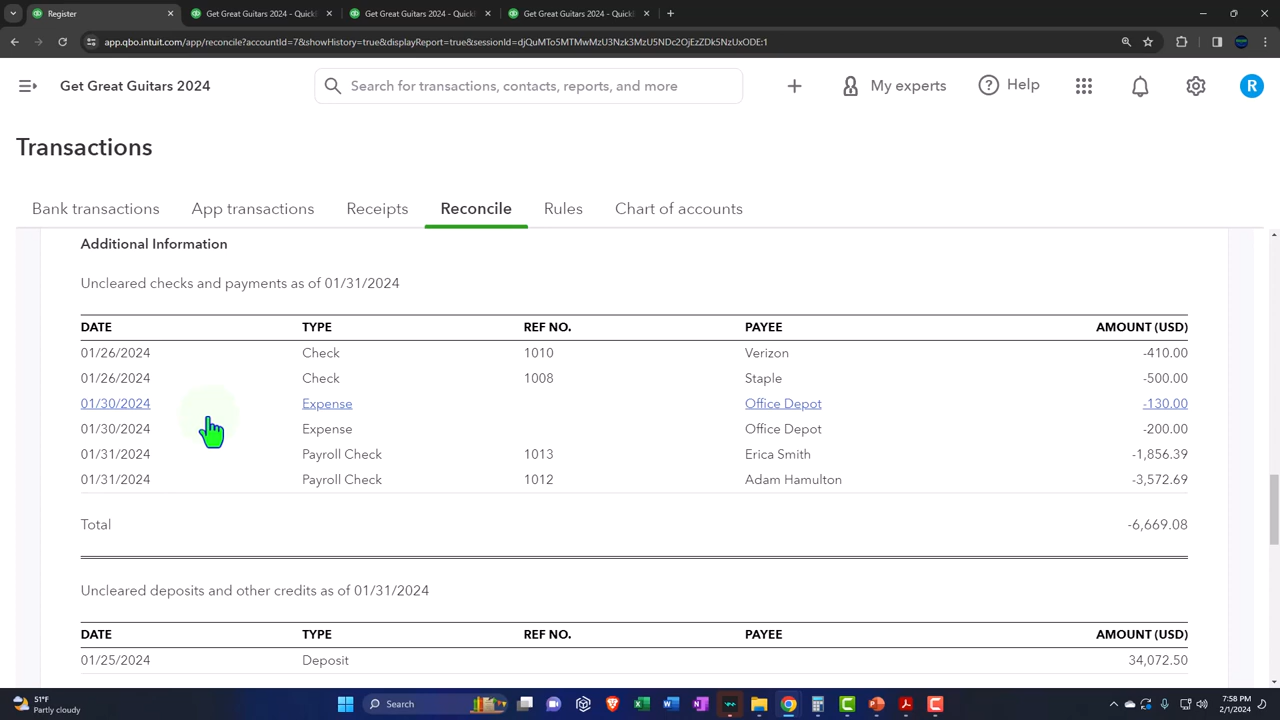 Register
Get Great Guitars 2024 - Quickl
Get Great Guitars 2024 - Quickl
Get Great Guitars 2024 - Quickl
app.qbo.intuit.com/app/reconcile?accountId=7&showHistory=true&displayReport=true&sessionId=djQuMTo5MTMwMzU3Nzk3MzU5NDc2OjEzZDk5NzUxODE:1
Get Great Guitars 2024
Search for transactions, contacts, reports, and more
My experts
Help
R
Transactions
Bank transactions
App transactions
Receipts
Reconcile
Rules
Chart of accounts
Additional Information
Uncleared checks and payments as of 01/31/2024
DATE TYPE REF NO. PAYEE AMOUNT (USD)
01/26/2024 Check 1010 Verizon -410.00
01/26/2024 Check 1008 Staple -500.00
01/30/2024 Expense Office Depot -130.00
01/30/2024 Expense Office Depot -200.00
01/31/2024 Payroll Check 1013 Erica Smith -1,856.39
01/31/2024 Payroll Check 1012 Adam Hamulton -3,572.69
Total -6,669.08
Uncleared deposits and other credits as of 01/31/2024
DATE TYPE REF NO. PAYEE AMOUNT (USD)
01/25/2024 Deposit 34,072.50
51°F
Partly cloudy
Search
7:58 PM
2/1/2024